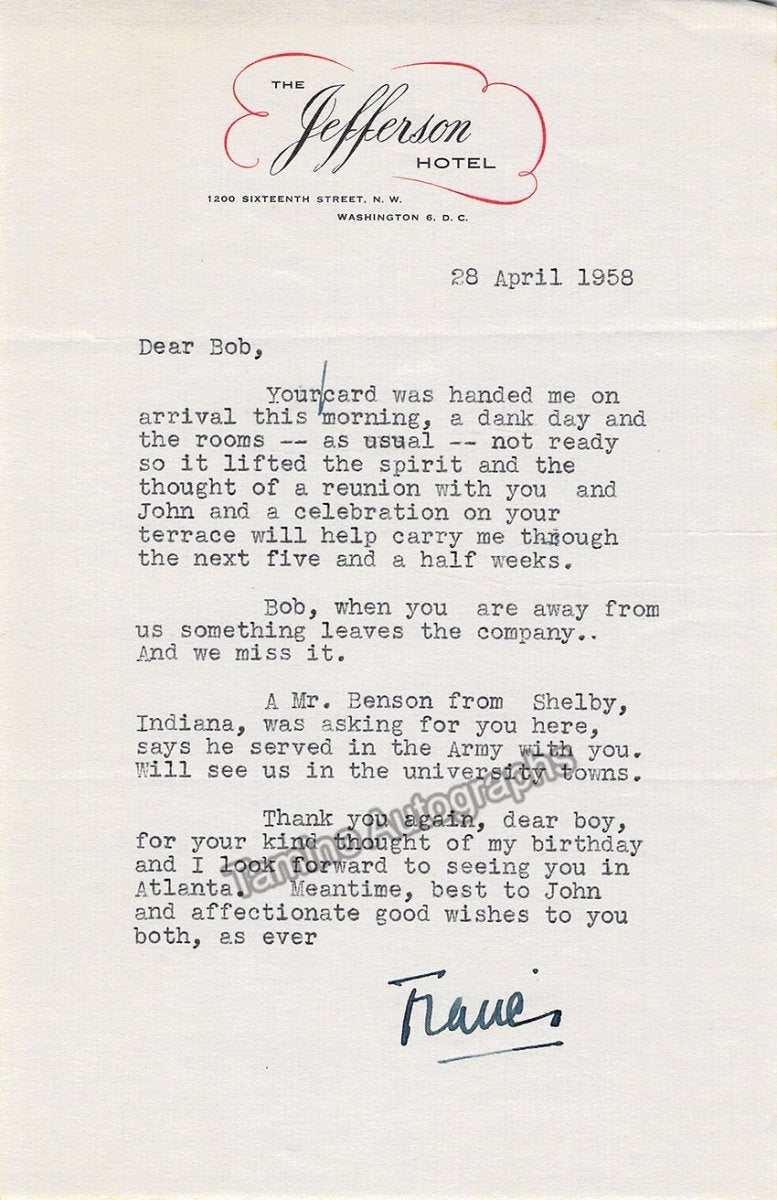 THE
Jefferson
HOTEL
1200 SIXTEENTH STREET, N. W.
WASHINGTON 6, D. C.
28 April 1958
Dear Bob,
Your/card was handed me on
arrival this morning, a dank day and
the rooms -- as usual -- not ready
so it lifted the spirit and the
thought of a reunion with you and
John and a celebration on your
terrace will help carry me through
the next five and a half weeks.
Bob, when you are away from
us something leaves the company..
And we miss it.
A Mr. Benson from Shelby,
Indiana, was asking for you here,
says he served in the Army with you.
Will see us in the university towns.
Thank you again, dear boy,
for your kind thought of my birthday
and I look forward to seeing you in
Atlanta. Meantime, best to John
and affectionate good wishes to you
both, as ever
Francis
Tamino Autographs